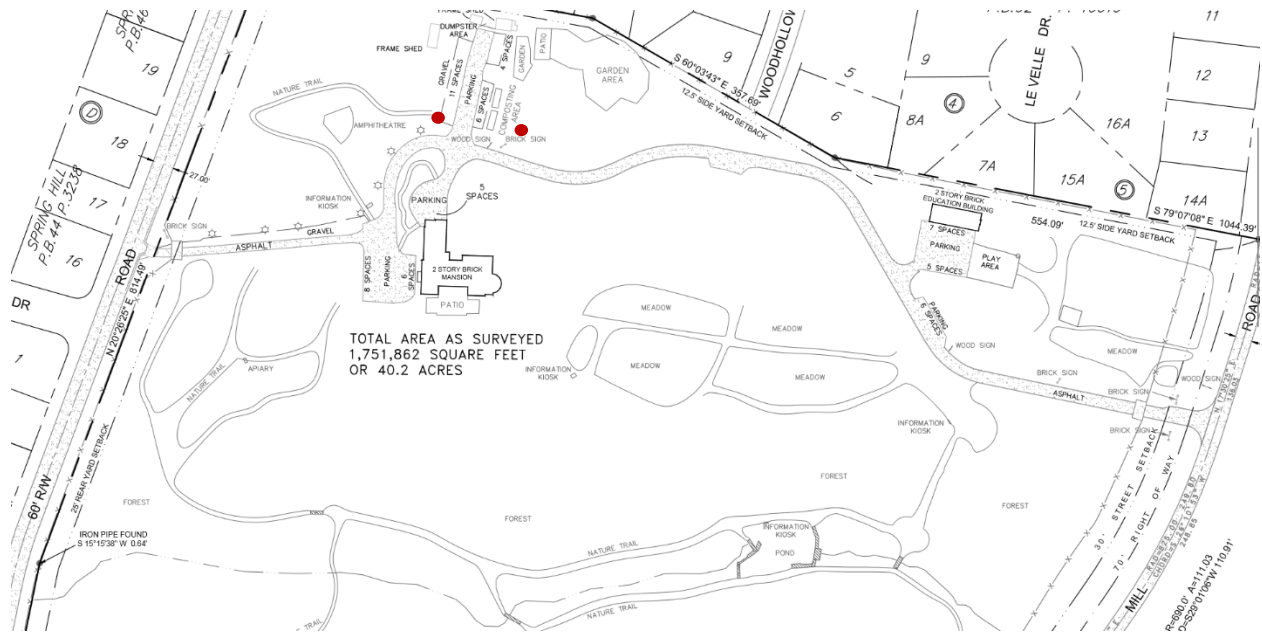 FRAME SHED
DUMPSTER
AREA
FRAME SHED
GRAVEL
11 SPACES
PARKING
6 SPACES
4 SPACES
GARDEN
PATIO
COMPOSTING
AREA
GARDEN
AREA
S 60°03'43" E 357.69'
12.5' SIDE YARD SETBACK
WOODHOLLOW
LE VELLE DR.
9
5
6
9
4
8A
7A
15A
16A
5
14A
11
12
13
S 79°07'08" E 1044.39'
554.09'
12.5' SIDE YARD SETBACK
SPRING HILL
P.B.44 P.3238
P.B.46
19
D
18
17
16
27.00'
DR
1
ROAD
60' R/W
N 20°26'25" E 814.49'
25' REAR YARD SETBACK
IRON PIPE FOUND
S 15°15'38" W 0.64'
NATURE TRAIL
AMPHITHEATRE
WOOD SIGN
BRICK SIGN
INFORMATION
KIOSK
BRICK SIGN
ASPHALT
GRAVEL
PARKING
5
SPACES
8 SPACES
PARKING
6
SPACES
2 STORY BRICK
MANSION
PATIO
TOTAL AREA AS SURVEYED
1,751,862 SQUARE FEET
OR 40.2 ACRES
NATURE TRAIL
APIARY
INFORMATION
KIOSK
MEADOW
MEADOW
MEADOW
MEADOW
2 STORY BRICK
EDUCATION BUILDING
7 SPACES
PARKING
5 SPACES
PLAY
AREA
PARKING
6 SPACES
WOOD SIGN
MEADOW
BRICK SIGN
BRICK SIGN
WOOD SIGN
ASPHALT
BRICK SIGN
INFORMATION
KIOSK
FOREST
FOREST
FOREST
FOREST
INFORMATION
KIOSK
POND
NATURE TRAIL
NATURE TRAIL
NATURE TRAIL
30' STREET SETBACK
70' RIGHT OF WAY
MILL
ROAD
248.85